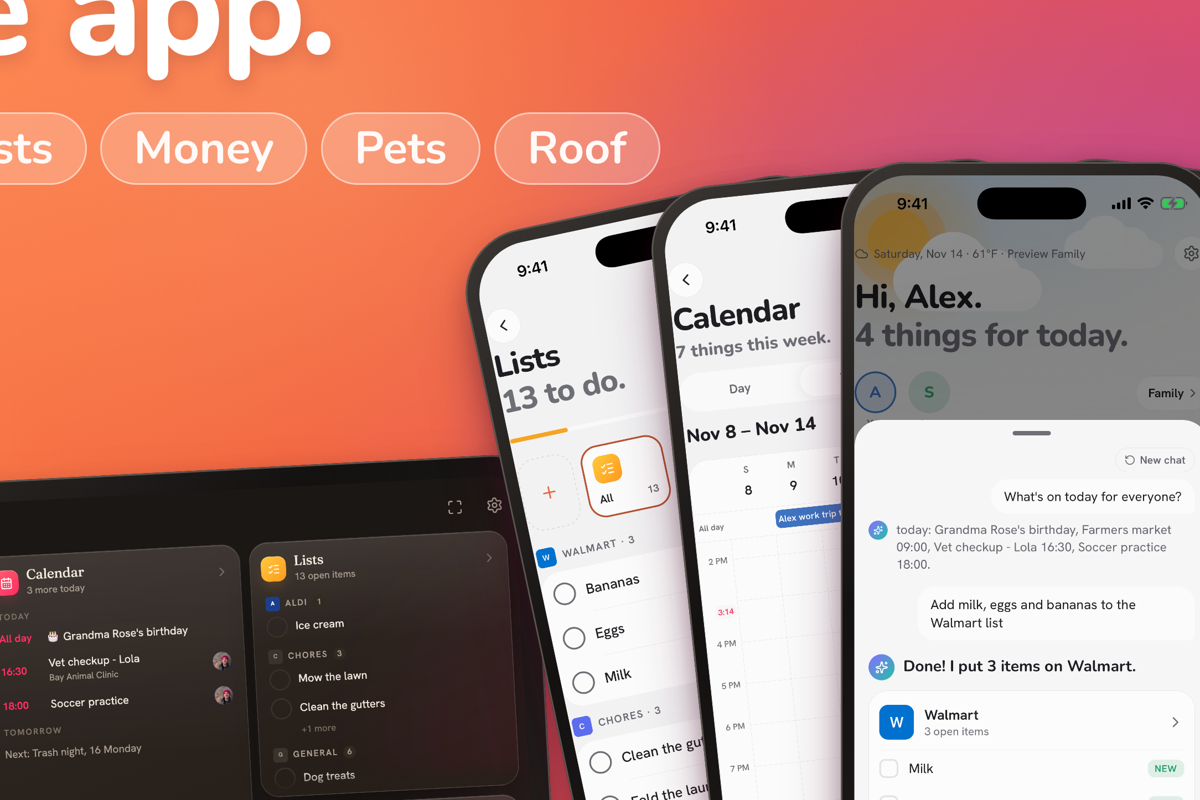 e app.
sts
Money
Pets
Roof
9:41
Lists
13 to do.
All
13
W
WALMART · 3
Bananas
Eggs
Milk
C
CHORES · 3
Clean the gu
9:41
Calendar
7 things this week.
Day
Nov 8 – Nov 14
S
M
T
8
9
All day
Alex work trip
2 PM
3:14
4 PM
5 PM
6 PM
7 PM
9:41
Saturday, Nov 14 · 61°F · Preview Family
Hi, Alex.
4 things for today.
A
S
Family
New chat
What's on today for everyone?
today: Grandma Rose's birthday, Farmers market
09:00, Vet checkup - Lola 16:30, Soccer practice
18:00.
Add milk, eggs and bananas to the
Walmart list
Done! I put 3 items on Walmart.
W
Walmart
3 open items
Milk
NEW
Calendar
3 more today
TODAY
All day
Grandma Rose's birthday
16:30
Vet checkup - Lola
Bay Animal Clinic
18:00
Soccer practice
TOMORROW
Next: Trash night, 16 Monday
Lists
13 open items
A
ALDI 1
Ice cream
C
CHORES 3
Mow the lawn
Clean the gutters
+1 more
G
GENERAL 6
Dog treats